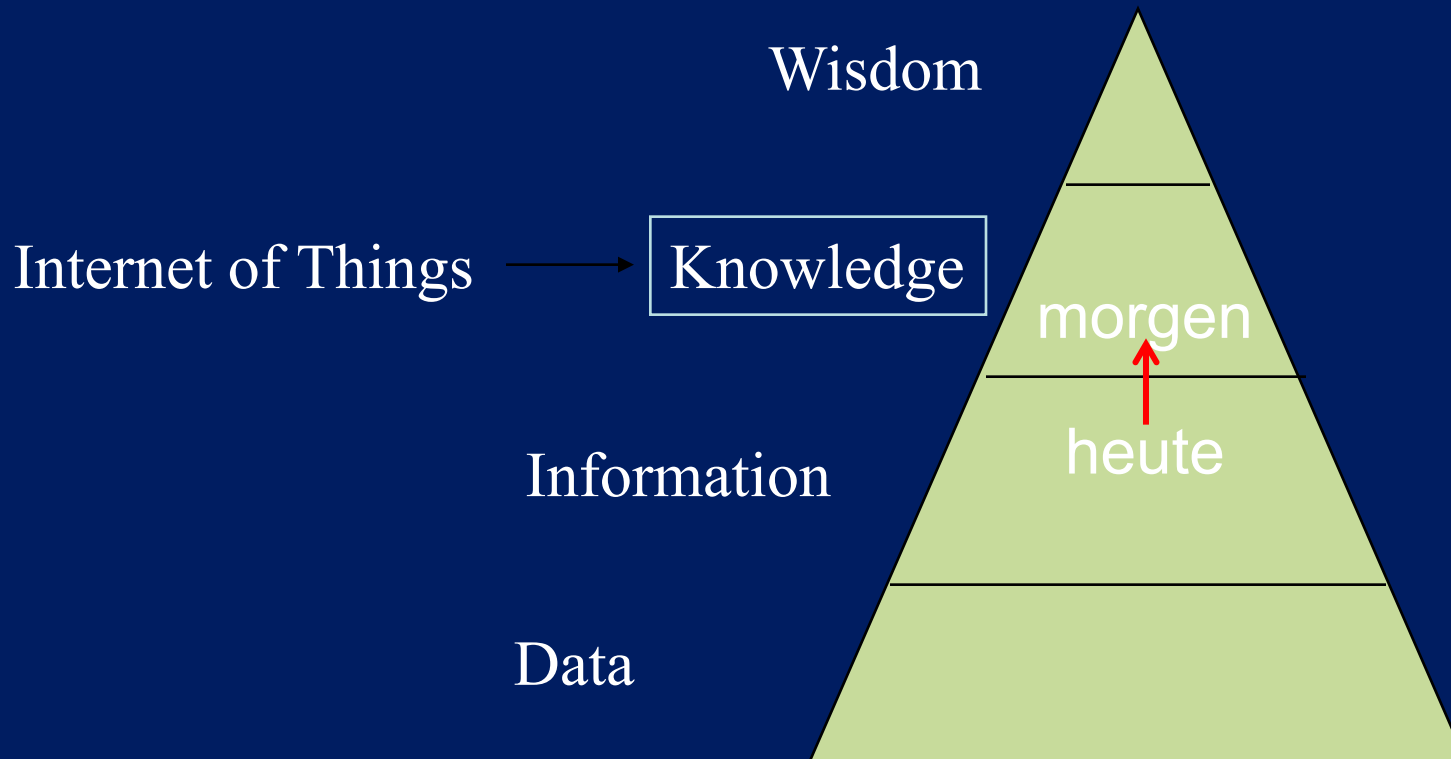 Wisdom
Internet of Things
Knowledge
morgen
heute
Information
Data